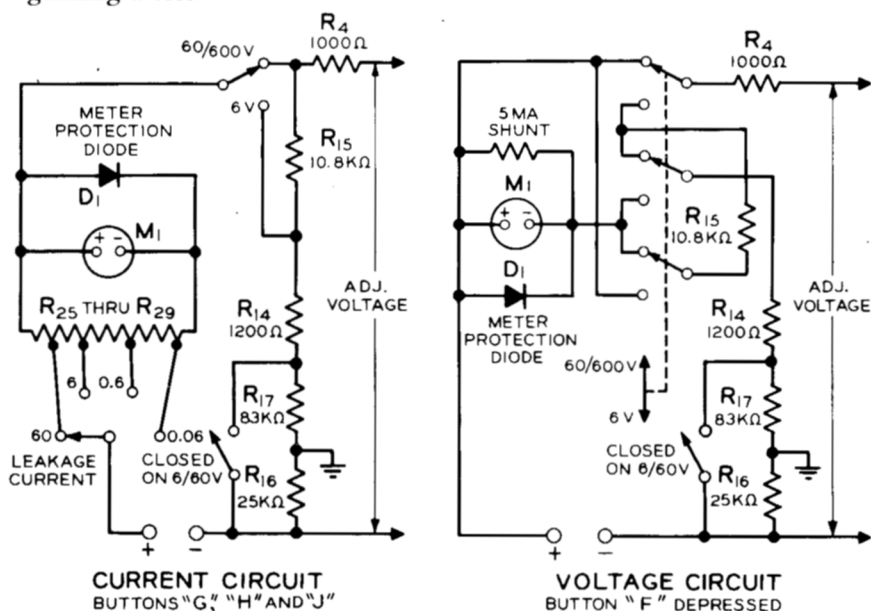 60/600V
R4
1000Ω
6V
METER
PROTECTION
DIODE
D1
M1
R15
10.8KΩ
R25 THRU R29
6
0.6
60
0.06
LEAKAGE
CURRENT
CLOSED
ON 6/60V
R14
1200Ω
R17
83KΩ
R16
25KΩ
ADJ.
VOLTAGE
+
-
CURRENT CIRCUIT
BUTTONS "G," "H" AND "J"
R4
1000Ω
5MA
SHUNT
M1
D1
METER
PROTECTION
DIODE
R15
10.8KΩ
ADJ.
VOLTAGE
R14
1200Ω
60/600V
6V
R17
83KΩ
CLOSED
ON 6/60V
R16
25KΩ
+
-
VOLTAGE CIRCUIT
BUTTON "F" DEPRESSED